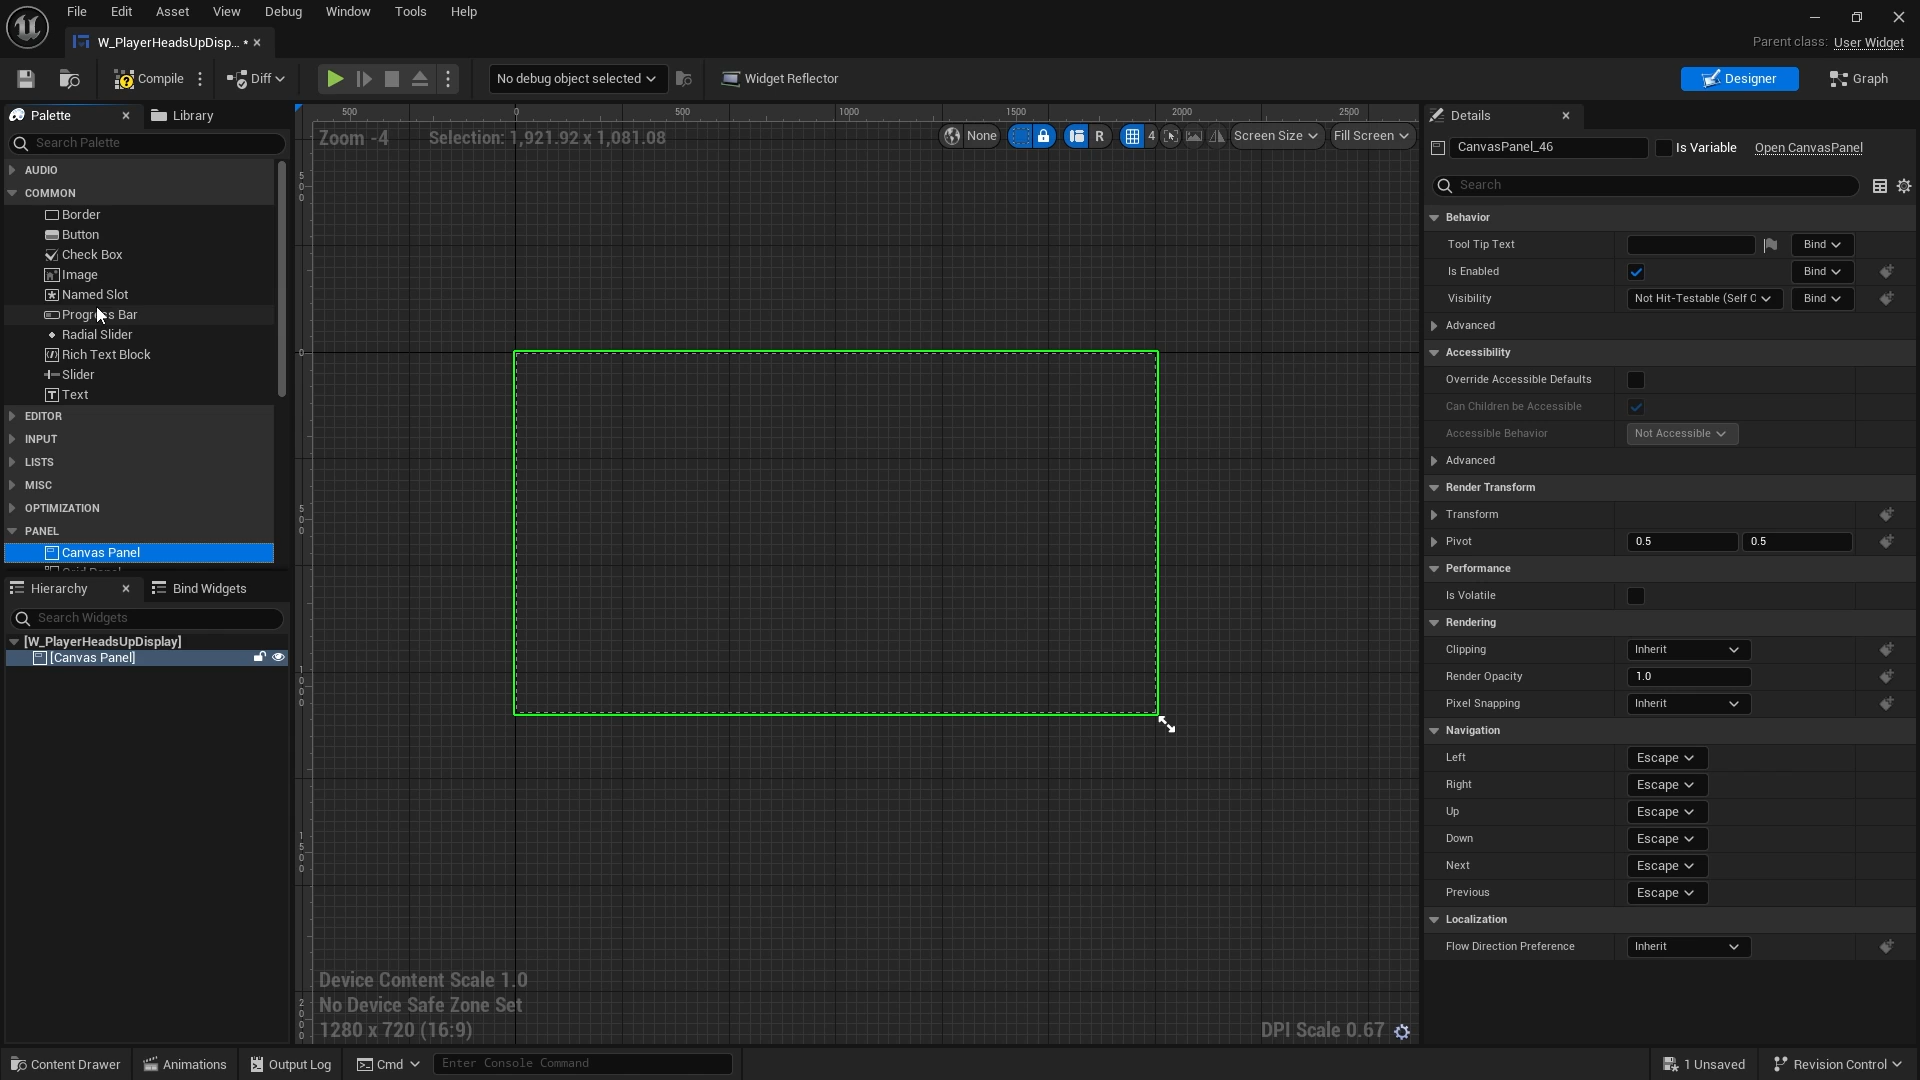 File Edit Asset View Debug Window Tools Help
W_PlayerHeadsUpDisp... •
Parent class: User Widget
Compile Diff No debug object selected Widget Reflector Designer Graph
Palette Library
Search Palette
AUDIO
COMMON
Border
Button
Check Box
Image
Named Slot
Progress Bar
Radial Slider
Rich Text Block
Slider
Text
EDITOR
INPUT
LISTS
MISC
OPTIMIZATION
PANEL
Canvas Panel
Grid Panel
Hierarchy Bind Widgets
Search Widgets
[W_PlayerHeadsUpDisplay]
[Canvas Panel]
500 0 500 1000 1500 2000 2500
Zoom -4 Selection: 1,921.92 x 1,081.08
None R 4 Screen Size Fill Screen
500
0
500
1000
1500
2000
Device Content Scale 1.0
No Device Safe Zone Set
1280 x 720 (16:9)
DPI Scale 0.67
Details
CanvasPanel_46 Is Variable Open CanvasPanel
Search
Behavior
Tool Tip Text Bind
Is Enabled Bind
Visibility Not Hit-Testable (Self C Bind
Advanced
Accessibility
Override Accessible Defaults
Can Children be Accessible
Accessible Behavior Not Accessible
Advanced
Render Transform
Transform
Pivot 0.5 0.5
Performance
Is Volatile
Rendering
Clipping Inherit
Render Opacity 1.0
Pixel Snapping Inherit
Navigation
Left Escape
Right Escape
Up Escape
Down Escape
Next Escape
Previous Escape
Localization
Flow Direction Preference Inherit
Content Drawer Animations Output Log Cmd Enter Console Command 1 Unsaved Revision Control